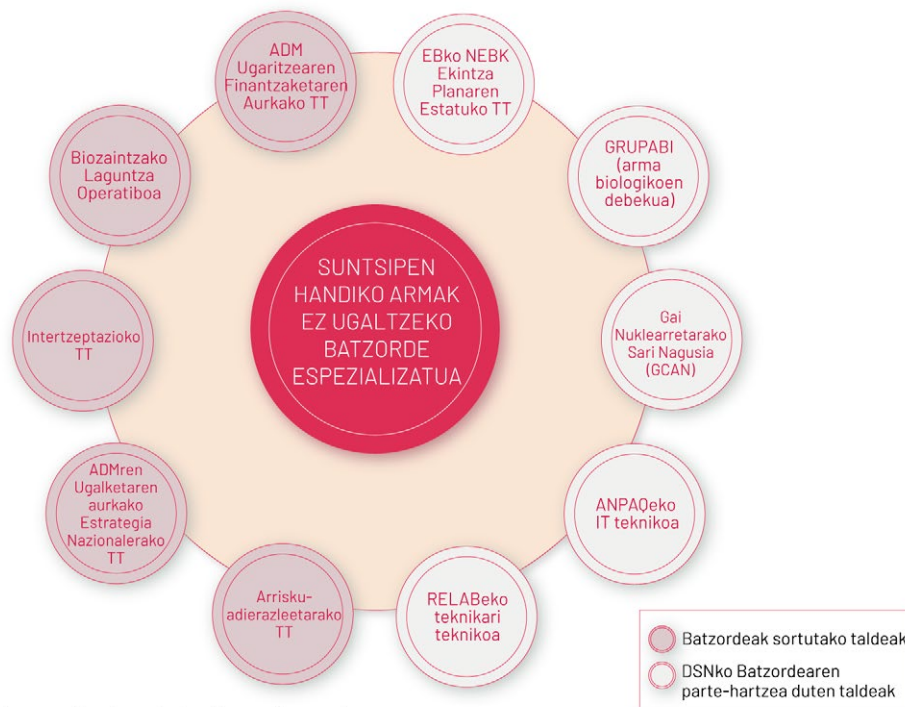 ADM
Ugaritzearen
Finantzaketaren
Aurkako TT
EBko NEBK
Ekintza
Planaren
Estatuko TT
Biozaintzako
Laguntza
Operatiboa
GRUPABI
(arma
biologikoen
debekua)
SUNTSIPEN
HANDIKO ARMAK
EZ UGALTZEKO
BATZORDE
ESPEZIALIZATUA
Intertzeptazioko
TT
Gai
Nuklearretarako
Sari Nagusia
(GCAN)
ADMren
Ugalketaren
aurkako
Estrategia
Nazionalerako
TT
ANPAQeko
IT teknikoa
Arrisku-
adierazleetarako
TT
RELABeko
teknikari
teknikoa
Batzordeak sortutako taldeak
DSNko Batzordearen
parte-hartzea duten taldeak